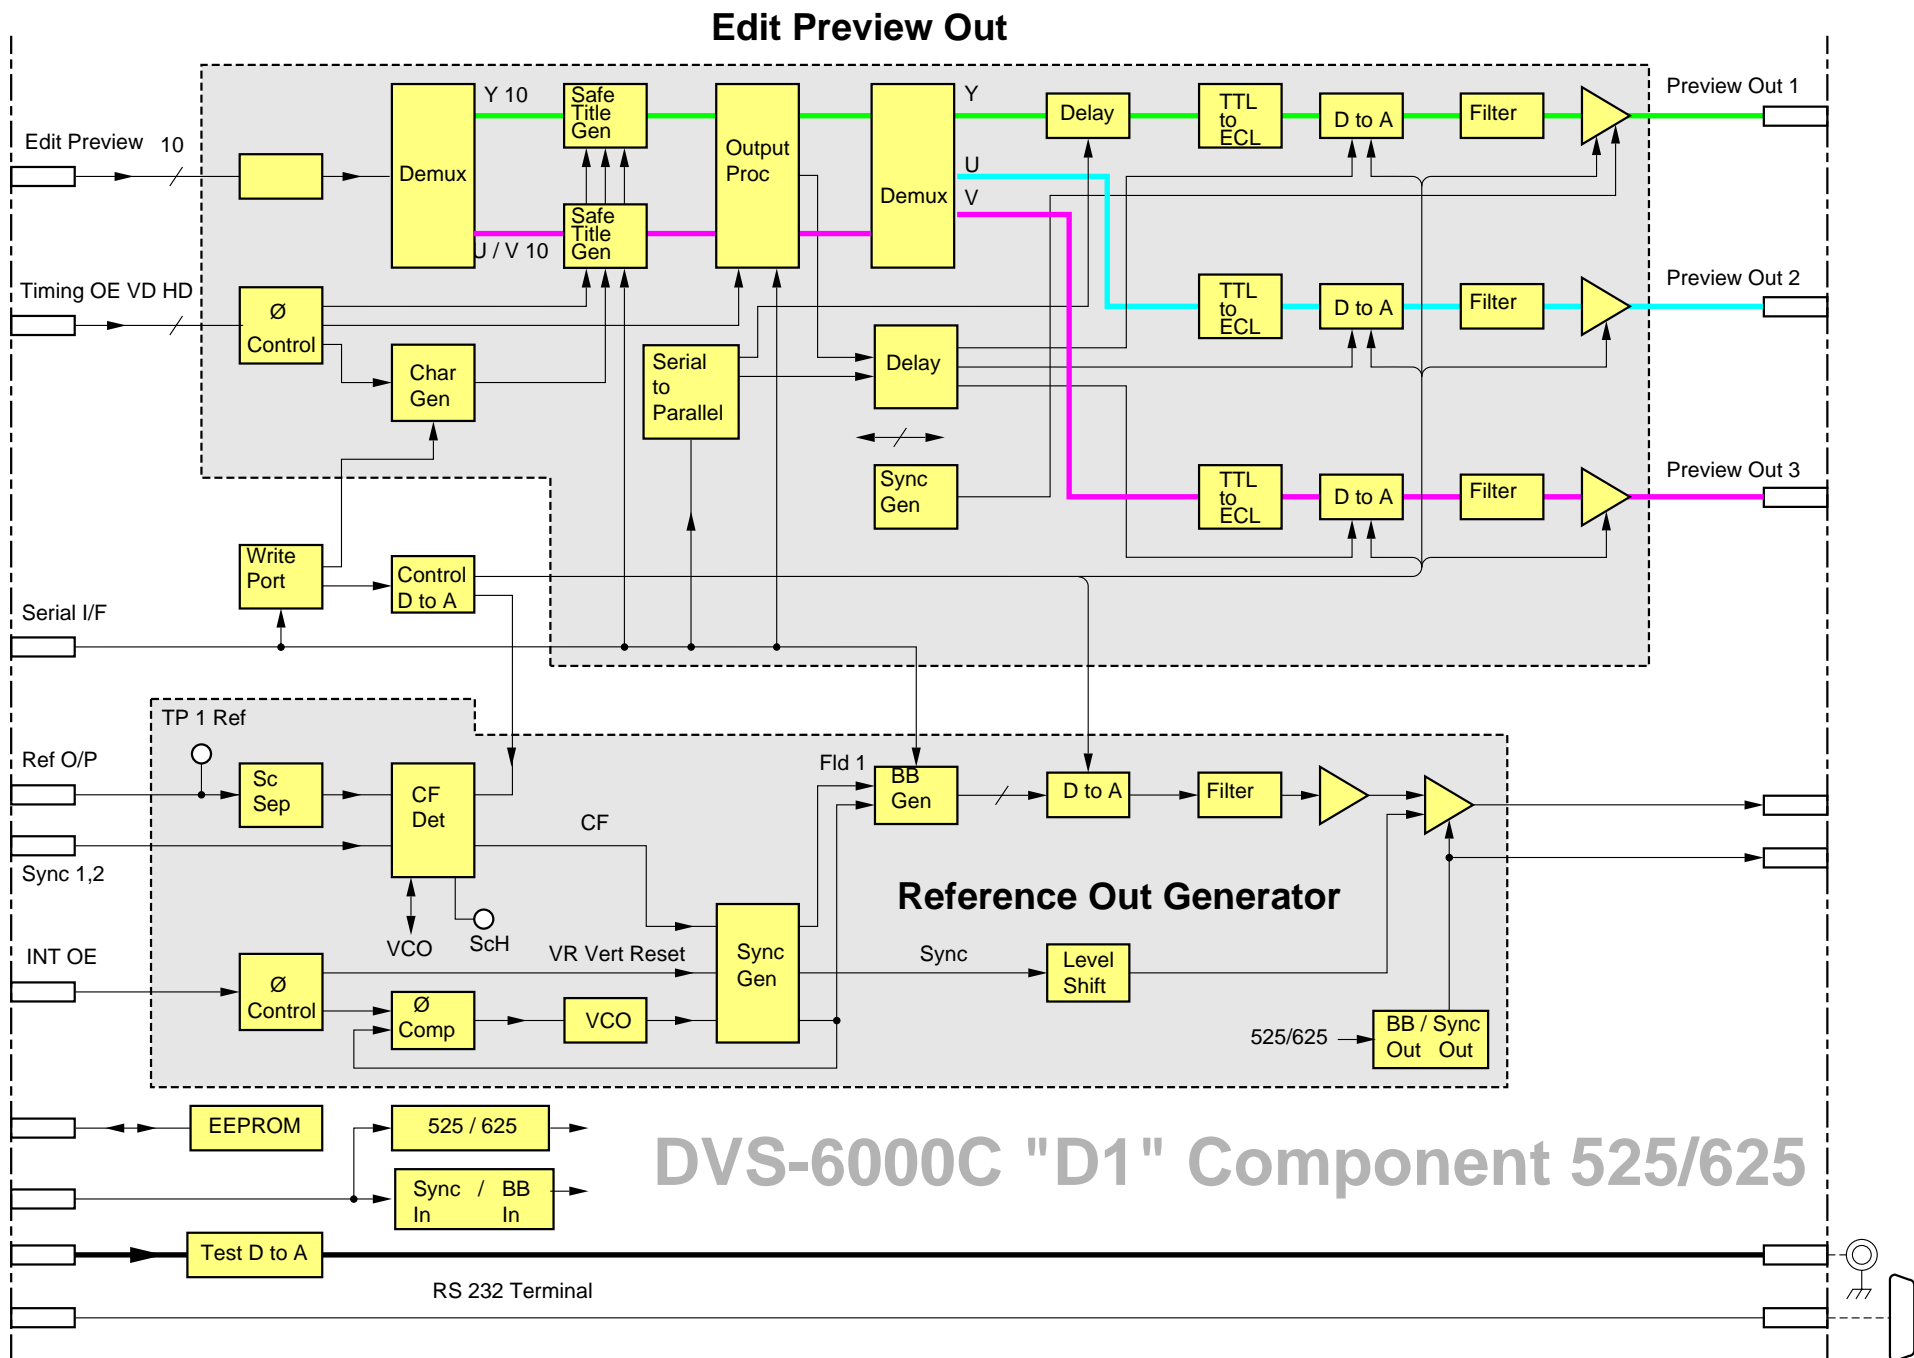 Edit Preview Out
Edit Preview 10
Demux
Y 10
U / V 10
Safe
Title
Gen
Safe
Title
Gen
Output
Proc
Demux
Y
U
V
Delay
TTL
to
ECL
D to A
Filter
Preview Out 1
Timing OE VD HD
Ø
Control
Char
Gen
Serial
to
Parallel
Delay
Sync
Gen
TTL
to
ECL
D to A
Filter
Preview Out 2
TTL
to
ECL
D to A
Filter
Preview Out 3
Write
Port
Control
D to A
Serial I/F
TP 1 Ref
Ref O/P
Sc
Sep
CF
Det
Sync 1,2
CF
VCO
ScH
Fld 1
BB
Gen
D to A
Filter
Reference Out Generator
INT OE
Ø
Control
VR Vert Reset
Ø
Comp
VCO
Sync
Gen
Sync
Level
Shift
525/625
BB / Sync
Out Out
EEPROM
525 / 625
Sync / BB
In In
DVS-6000C "D1" Component 525/625
Test D to A
RS 232 Terminal